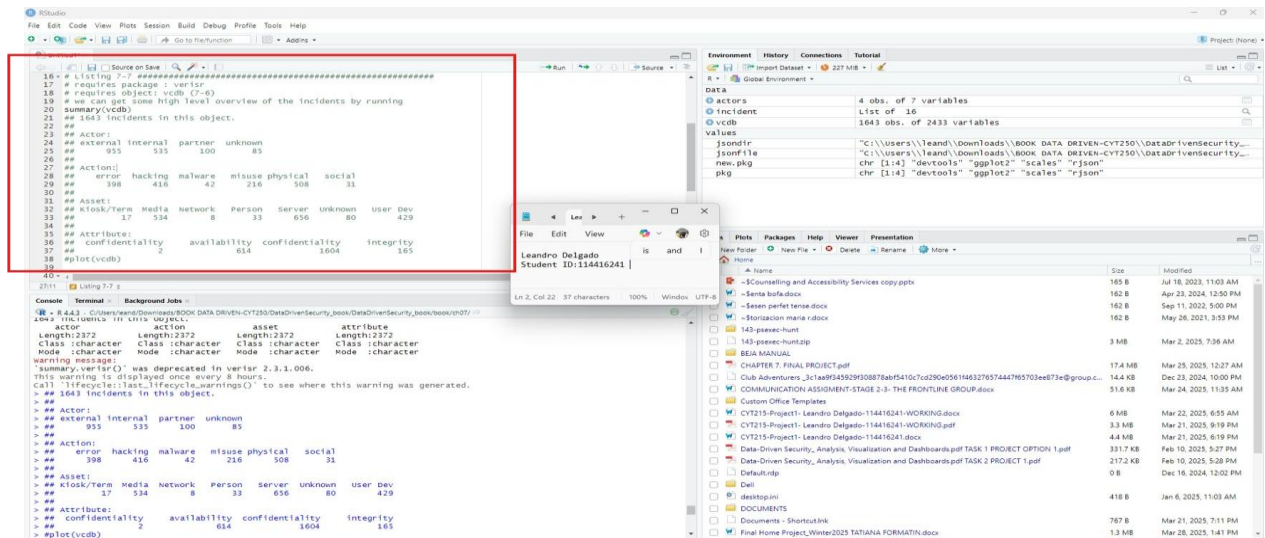 RStudio
File Edit Code View Plots Session Build Debug Profile Tools Help
Go to file/function
Addins
Project: (None)
Source on Save
Run
Source
16 # Listing 7-7 ##########################################################
17 # requires package : verisr
18 # requires object: vcdb (7-6)
19 # we can get some high level overview of the incidents by running
20 summary(vcdb)
21 ## 1643 incidents in this object.
22 ##
23 ## Actor:
24 ## external internal partner unknown
25 ## 955 535 100 85
26 ##
27 ## Action:
28 ## error hacking malware misuse physical social
29 ## 398 416 42 216 508 31
30 ##
31 ## Asset:
32 ## Kiosk/Term Media Network Person Server Unknown User Dev
33 ## 17 534 8 33 656 80 429
34 ##
35 ## Attribute:
36 ## confidentiality availability confidentiality integrity
37 ## 2 614 1604 165
38 #plot(vcdb)
39
40
27:11 Listing 7-7
Console Terminal Background Jobs
R 4.4.3 · C:/Users/leand/Downloads/BOOK DATA DRIVEN-CYT250/DataDrivenSecurity_book/DataDrivenSecurity_book/book/ch07/
1643 incidents in this object.
actor action asset attribute
Length:2372 Length:2372 Length:2372 Length:2372
Class :character Class :character Class :character Class :character
Mode :character Mode :character Mode :character Mode :character
Warning message:
`summary.verisr()` was deprecated in verisr 2.3.1.006.
This warning is displayed once every 8 hours.
Call `lifecycle::last_lifecycle_warnings()` to see where this warning was generated.
> ## 1643 incidents in this object.
> ##
> ## Actor:
> ## external internal partner unknown
> ## 955 535 100 85
> ##
> ## Action:
> ## error hacking malware misuse physical social
> ## 398 416 42 216 508 31
> ##
> ## Asset:
> ## Kiosk/Term Media Network Person Server Unknown User Dev
> ## 17 534 8 33 656 80 429
> ##
> ## Attribute:
> ## confidentiality availability confidentiality integrity
> ## 2 614 1604 165
> #plot(vcdb)
Lea
File Edit View
is and I
Leandro Delgado
Student ID:114416241
Ln 2, Col 22 37 characters 100% Window UTF-8
Environment History Connections Tutorial
Import Dataset 227 MiB
List
R Global Environment
Data
actors 4 obs. of 7 variables
incident List of 16
vcdb 1643 obs. of 2433 variables
values
jsondir "C:\\Users\\leand\\Downloads\\BOOK DATA DRIVEN-CYT250\\DataDrivenSecurity_…
jsonfile "C:\\Users\\leand\\Downloads\\BOOK DATA DRIVEN-CYT250\\DataDrivenSecurity_…
new.pkg chr [1:4] "devtools" "ggplot2" "scales" "rjson"
pkg chr [1:4] "devtools" "ggplot2" "scales" "rjson"
s Plots Packages Help Viewer Presentation
New Folder New File Delete Rename More
Home
Name Size Modified
~$Counselling and Accessibility Services copy.pptx 165 B Jul 18, 2023, 11:03 AM
~$enta bofa.docx 162 B Apr 23, 2024, 12:50 PM
~$esen perfet tense.docx 162 B Sep 11, 2022, 5:00 PM
~$torizacion maria r.docx 162 B May 26, 2021, 3:53 PM
143-psexec-hunt
143-psexec-hunt.zip 3 MB Mar 2, 2025, 7:36 AM
BEJA MANUAL
CHAPTER 7. FINAL PROJECT.pdf 17.4 MB Mar 25, 2025, 12:27 AM
Club Adventurers 14.4 KB Dec 23, 2024, 10:00 PM
COMMUNICATION ASSIGMENT-STAGE 2-3- THE FRONTLINE GROUP.docx 51.6 KB Mar 24, 2025, 11:35 AM
Custom Office Templates
CYT215-Project1- Leandro Delgado-114416241-WORKING.docx 6 MB Mar 22, 2025, 6:55 AM
CYT215-Project1- Leandro Delgado-114416241-WORKING.pdf 3.3 MB Mar 21, 2025, 9:19 PM
CYT215-Project1- Leandro Delgado-114416241.docx 4.4 MB Mar 21, 2025, 6:19 PM
Data-Driven Security_ Analysis, Visualization and Dashboards.pdf TASK 1 PROJECT OPTION 1.pdf 331.7 KB Feb 10, 2025, 5:27 PM
Data-Driven Security_ Analysis, Visualization and Dashboards.pdf TASK 2 PROJECT 1.pdf 217.2 KB Feb 10, 2025, 5:28 PM
Default.rdp 0 B Dec 16, 2024, 12:02 PM
Dell
desktop.ini 418 B Jan 6, 2025, 11:03 AM
DOCUMENTS
Documents - Shortcut.lnk 767 B Mar 21, 2025, 7:11 PM
Final Home Project_Winter2025 TATIANA FORMATIN.docx 1.3 MB Mar 28, 2025, 1:41 PM